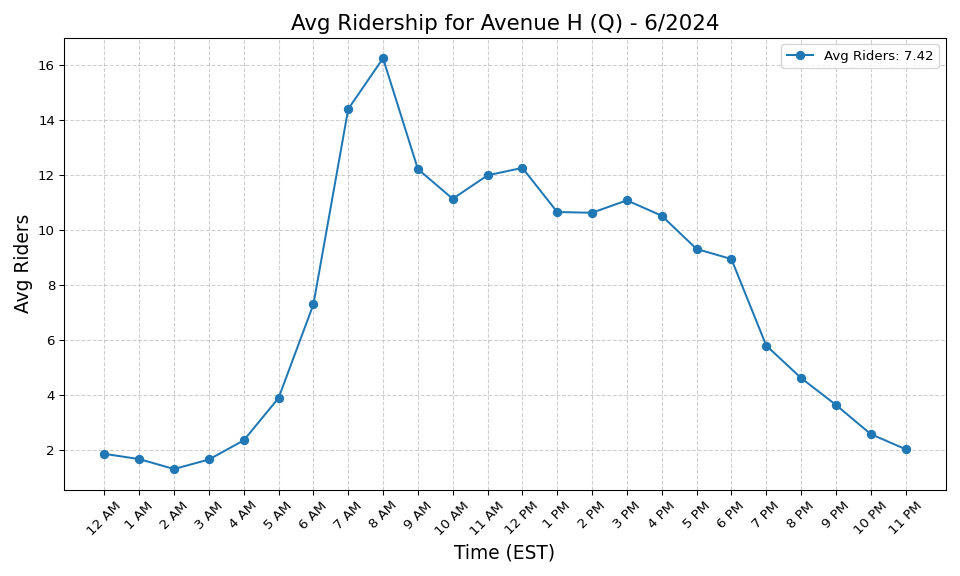 Avg Ridership for Avenue H (Q) - 6/2024
Avg Riders: 7.42
Avg Riders
16
14
12
10
8
6
4
2
12 AM 1 AM 2 AM 3 AM 4 AM 5 AM 6 AM 7 AM 8 AM 9 AM 10 AM 11 AM 12 PM 1 PM 2 PM 3 PM 4 PM 5 PM 6 PM 7 PM 8 PM 9 PM 10 PM 11 PM
Time (EST)